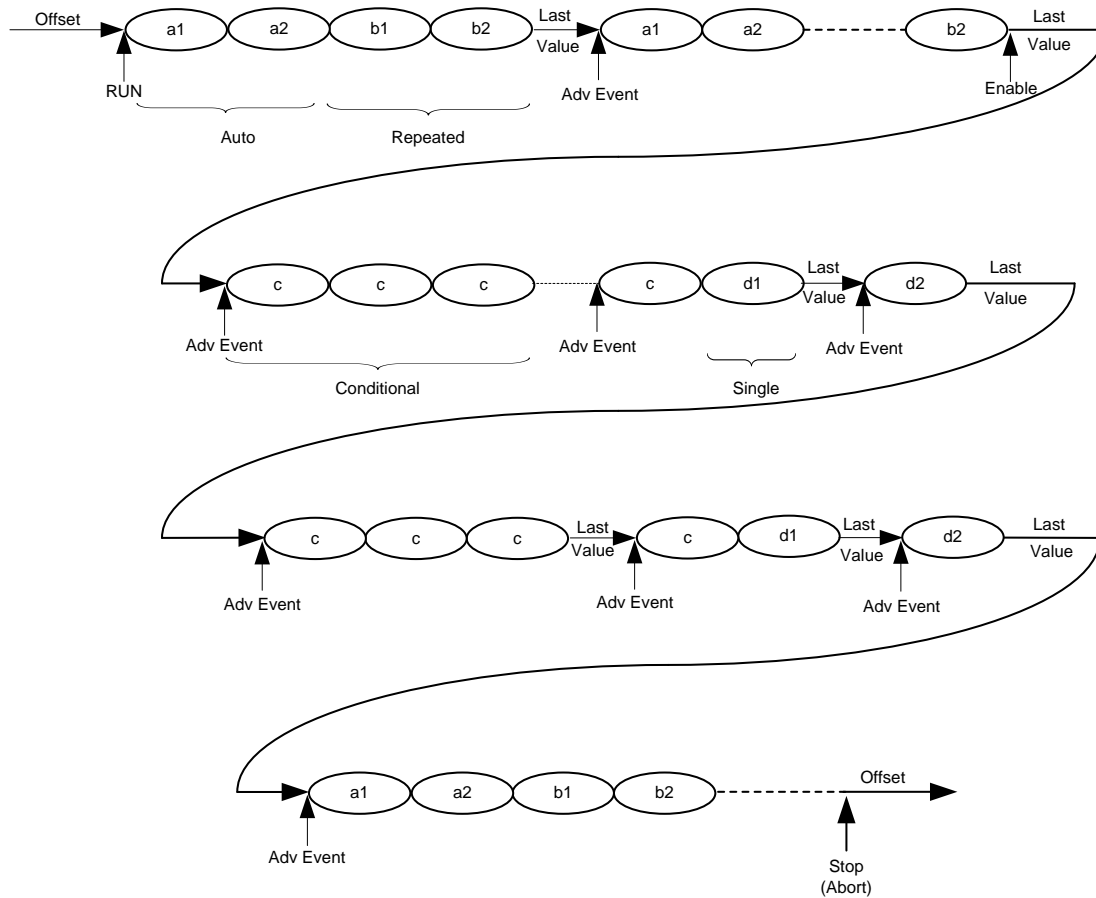 Offset
a1
a2
b1
b2
Last
Value
a1
a2
b2
Last
Value
RUN
Adv Event
Enable
Auto
Repeated
c
c
c
c
d1
Last
Value
d2
Last
Value
Adv Event
Adv Event
Adv Event
Conditional
Single
c
c
c
Last
Value
c
d1
Last
Value
d2
Last
Value
Adv Event
Adv Event
Adv Event
a1
a2
b1
b2
Offset
Adv Event
Stop
(Abort)